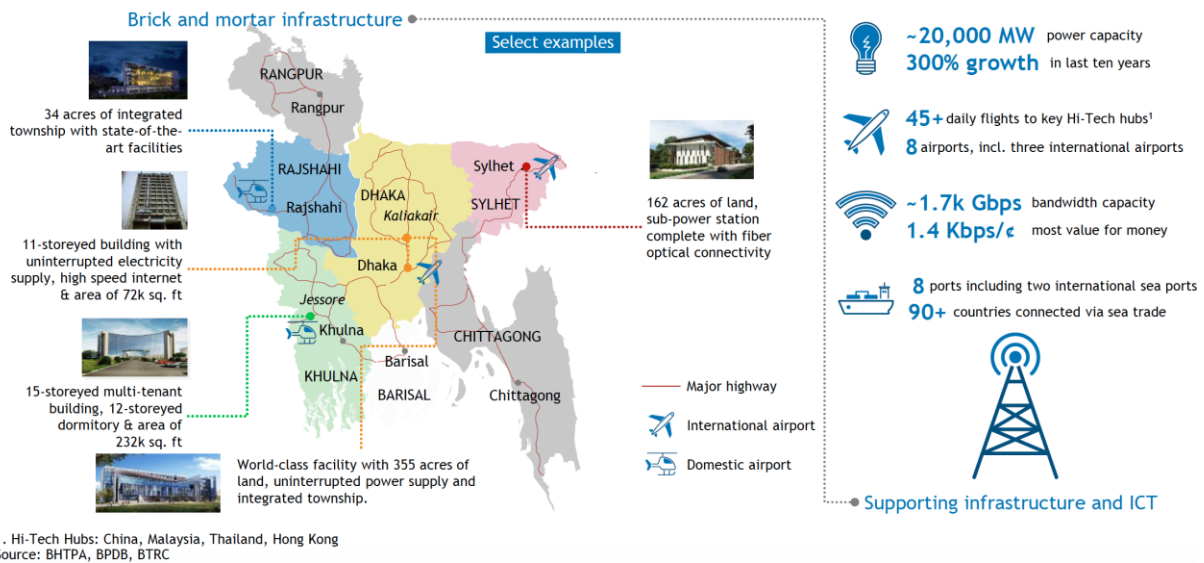 Brick and mortar infrastructure
Select examples
34 acres of integrated
township with state-of-the-
art facilities
11-storeyed building with
uninterrupted electricity
supply, high speed internet
& area of 72k sq. ft
15-storeyed multi-tenant
building, 12-storeyed
dormitory & area of
232k sq. ft
World-class facility with 355 acres of
land, uninterrupted power supply and
integrated township.
RANGPUR
Rangpur
RAJSHAHI
Rajshahi
DHAKA
Kaliakair
Dhaka
Sylhet
SYLHET
Jessore
Khulna
KHULNA
Barisal
BARISAL
CHITTAGONG
Chittagong
162 acres of land,
sub-power station
complete with fiber
optical connectivity
Major highway
International airport
Domestic airport
~20,000 MW power capacity
300% growth in last ten years
45+ daily flights to key Hi-Tech hubs¹
8 airports, incl. three international airports
~1.7k Gbps bandwidth capacity
1.4 Kbps/¢ most value for money
8 ports including two international sea ports
90+ countries connected via sea trade
Supporting infrastructure and ICT
. Hi-Tech Hubs: China, Malaysia, Thailand, Hong Kong
Source: BHTPA, BPDB, BTRC